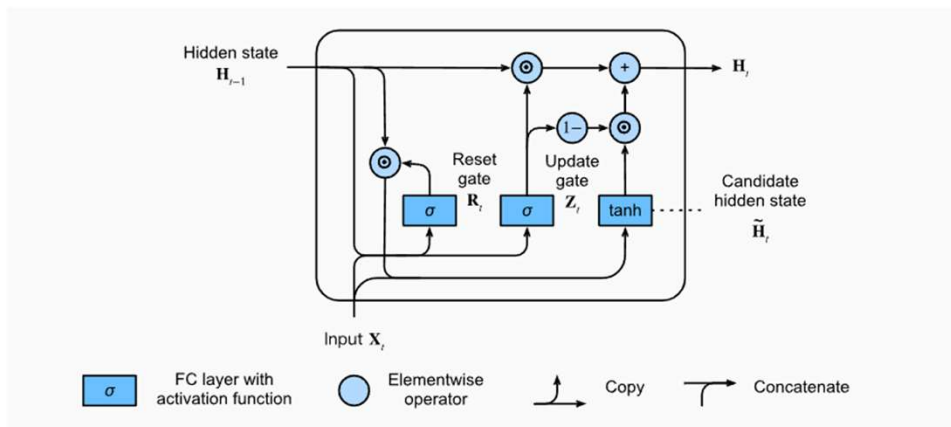 Hidden state
H_{t−1}
H_t
⊙
+
1−
⊙
⊙
Reset
gate
R_t
Update
gate
Z_t
Candidate
hidden state
H̃_t
σ
σ
tanh
Input X_t
σ
FC layer with
activation function
Elementwise
operator
Copy
Concatenate